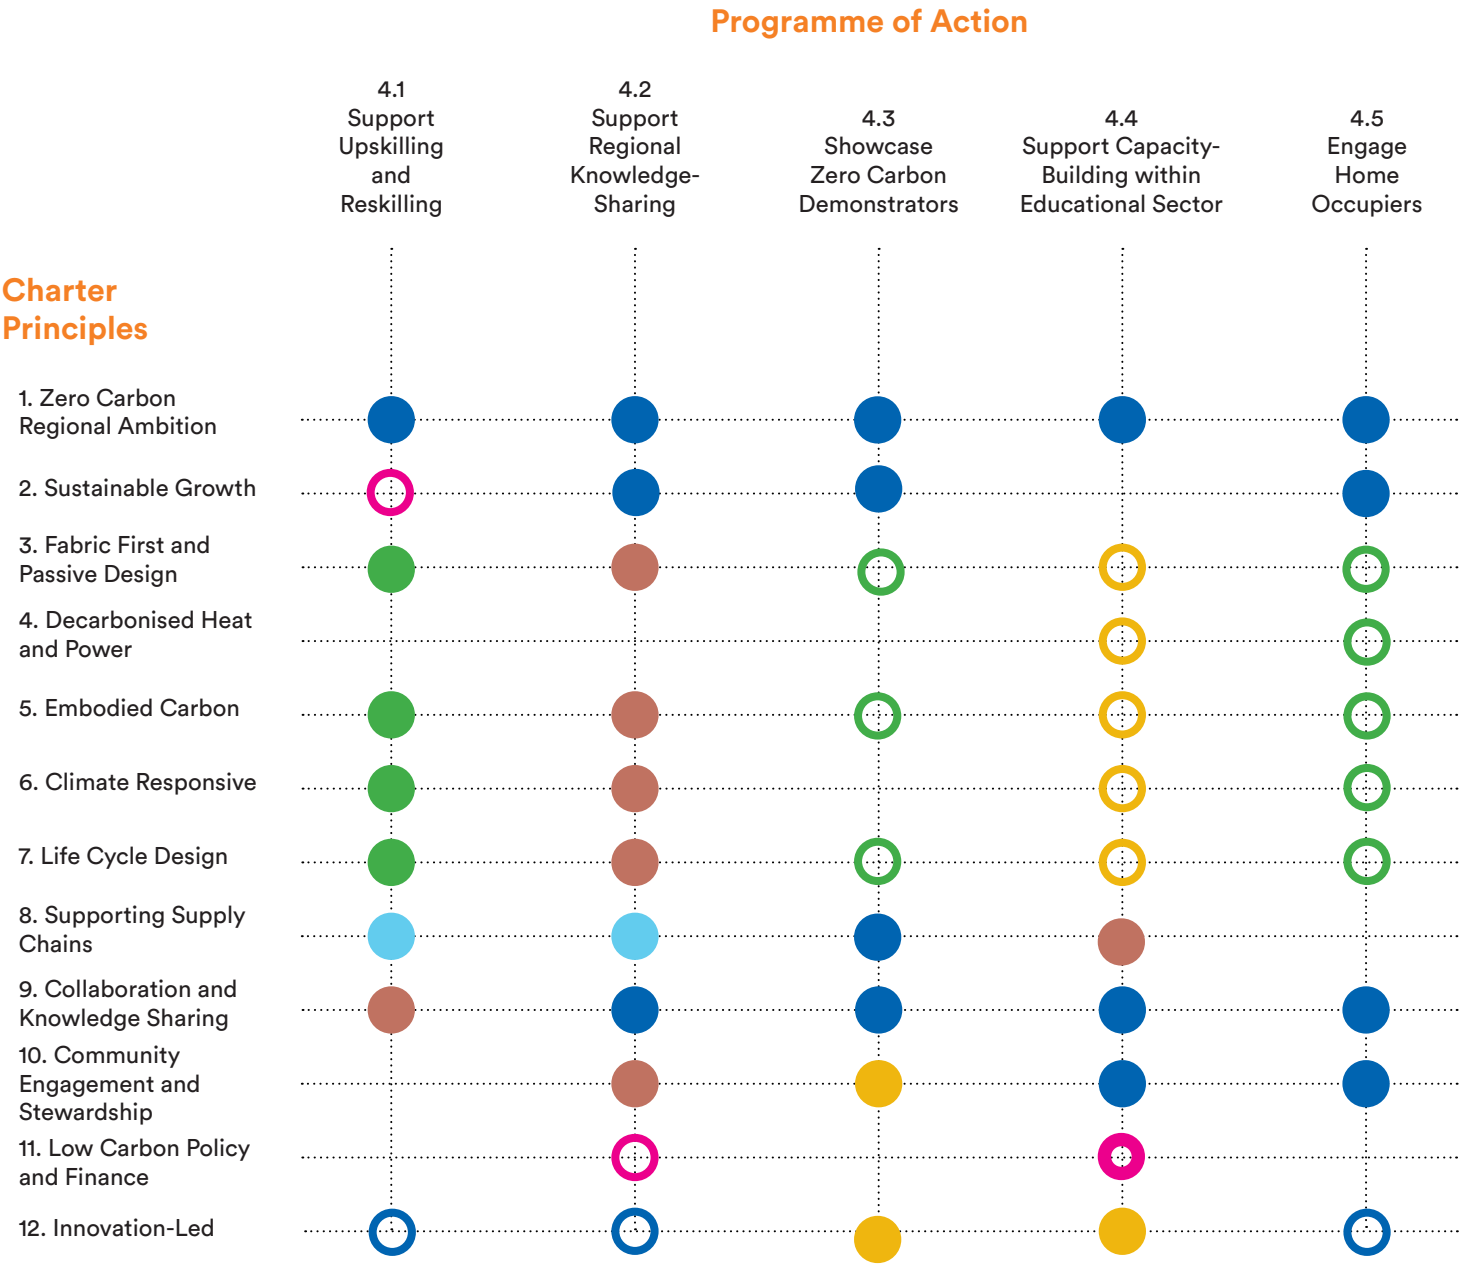 Programme of Action
4.1
Support
Upskilling
and
Reskilling
4.2
Support
Regional
Knowledge-
Sharing
4.3
Showcase
Zero Carbon
Demonstrators
4.4
Support Capacity-
Building within
Educational Sector
4.5
Engage
Home
Occupiers
Charter
Principles
1. Zero Carbon
Regional Ambition
2. Sustainable Growth
3. Fabric First and
Passive Design
4. Decarbonised Heat
and Power
5. Embodied Carbon
6. Climate Responsive
7. Life Cycle Design
8. Supporting Supply
Chains
9. Collaboration and
Knowledge Sharing
10. Community
Engagement and
Stewardship
11. Low Carbon Policy
and Finance
12. Innovation-Led